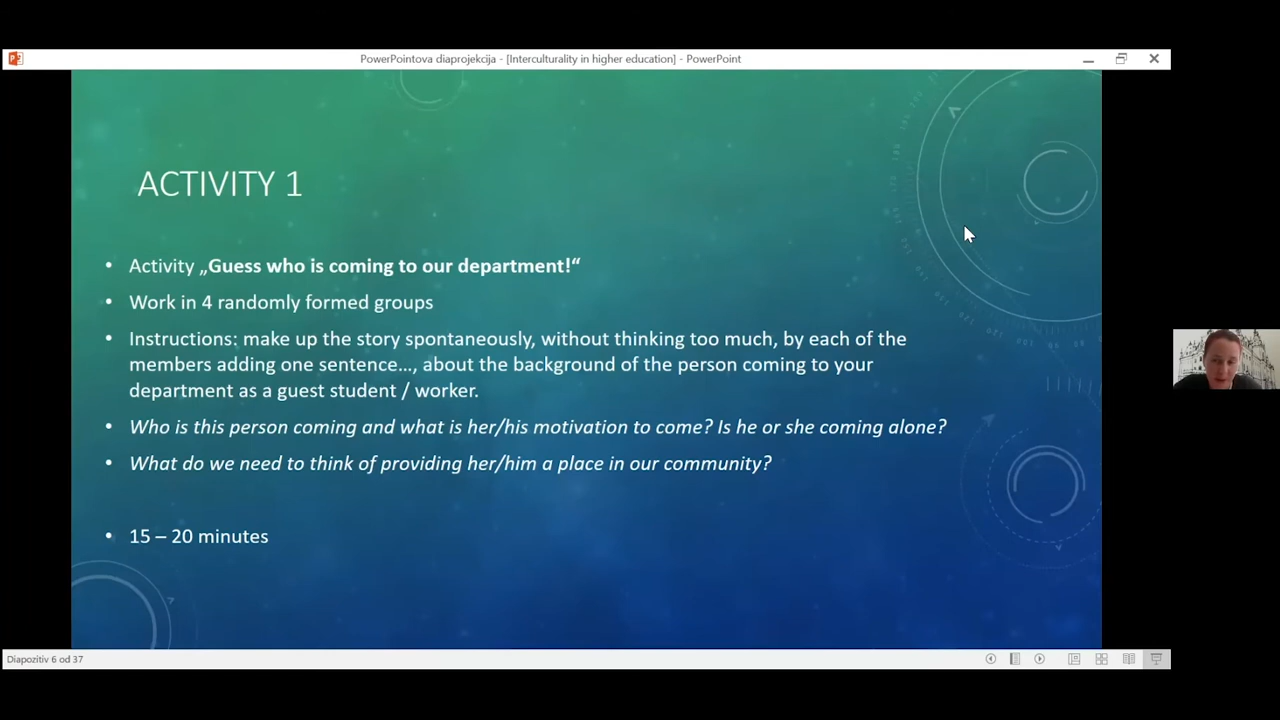 PowerPointova diaprojekcija - [Interculturality in higher education] - PowerPoint
ACTIVITY 1
• Activity „Guess who is coming to our department!“
• Work in 4 randomly formed groups
• Instructions: make up the story spontaneously, without thinking too much, by each of the
members adding one sentence…, about the background of the person coming to your
department as a guest student / worker.
• Who is this person coming and what is her/his motivation to come? Is he or she coming alone?
• What do we need to think of providing her/him a place in our community?
• 15 – 20 minutes
Diapozitiv 6 od 37